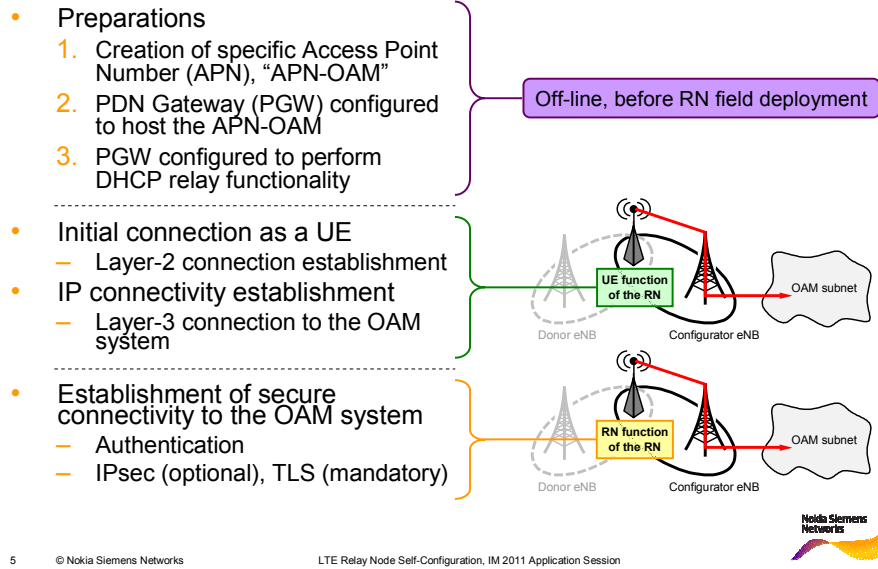 • Preparations
1. Creation of specific Access Point
Number (APN), “APN-OAM”
2. PDN Gateway (PGW) configured
to host the APN-OAM
3. PGW configured to perform
DHCP relay functionality
Off-line, before RN field deployment
• Initial connection as a UE
– Layer-2 connection establishment
• IP connectivity establishment
– Layer-3 connection to the OAM
system
UE function
of the RN
OAM subnet
Donor eNB
Configurator eNB
• Establishment of secure
connectivity to the OAM system
– Authentication
– IPsec (optional), TLS (mandatory)
RN function
of the RN
OAM subnet
Donor eNB
Configurator eNB
Nokia Siemens
Networks
5 © Nokia Siemens Networks LTE Relay Node Self-Configuration, IM 2011 Application Session